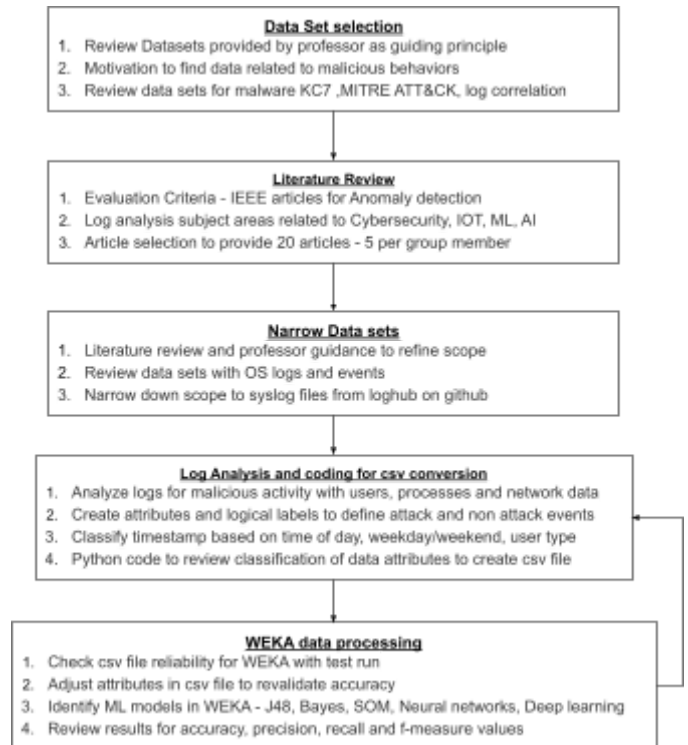 Data Set selection
1. Review Datasets provided by professor as guiding principle
2. Motivation to find data related to malicious behaviors
3. Review data sets for malware KC7 ,MITRE ATT&CK, log correlation
Literature Review
1. Evaluation Criteria - IEEE articles for Anomaly detection
2. Log analysis subject areas related to Cybersecurity, IOT, ML, AI
3. Article selection to provide 20 articles - 5 per group member
Narrow Data sets
1. Literature review and professor guidance to refine scope
2. Review data sets with OS logs and events
3. Narrow down scope to syslog files from loghub on github
Log Analysis and coding for csv conversion
1. Analyze logs for malicious activity with users, processes and network data
2. Create attributes and logical labels to define attack and non attack events
3. Classify timestamp based on time of day, weekday/weekend, user type
4. Python code to review classification of data attributes to create csv file
WEKA data processing
1. Check csv file reliability for WEKA with test run
2. Adjust attributes in csv file to revalidate accuracy
3. Identify ML models in WEKA - J48, Bayes, SOM, Neural networks, Deep learning
4. Review results for accuracy, precision, recall and f-measure values